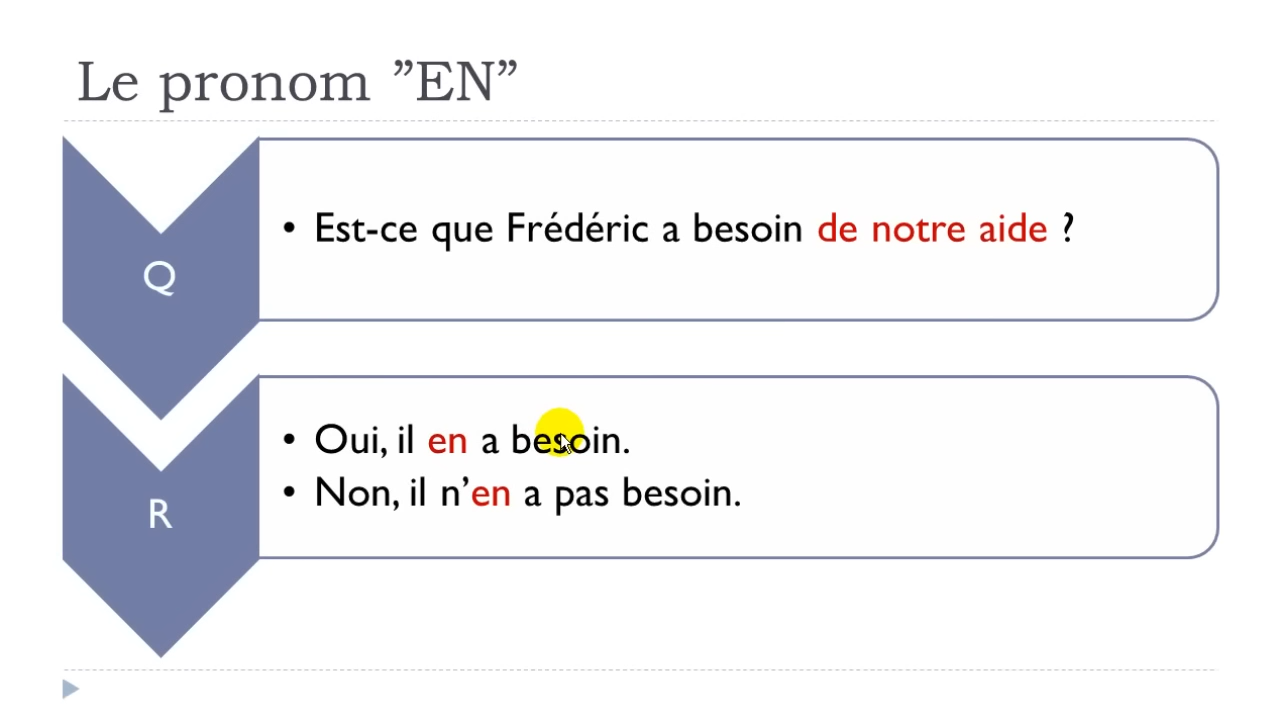 Le pronom ”EN”
Q
• Est-ce que Frédéric a besoin de notre aide ?
R
• Oui, il en a besoin.
• Non, il n’en a pas besoin.